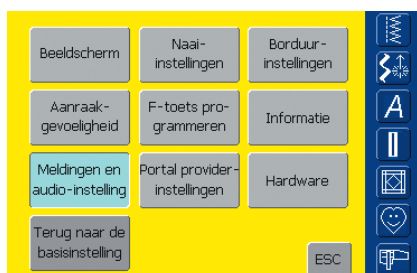 Beeldscherm
Naai-
instellingen
Borduur-
instellingen
Aanraak-
gevoeligheid
F-toets pro-
grammeren
Informatie
Meldingen en
audio-instelling
Portal provider-
instellingen
Hardware
Terug naar de
basisinstelling
ESC
A